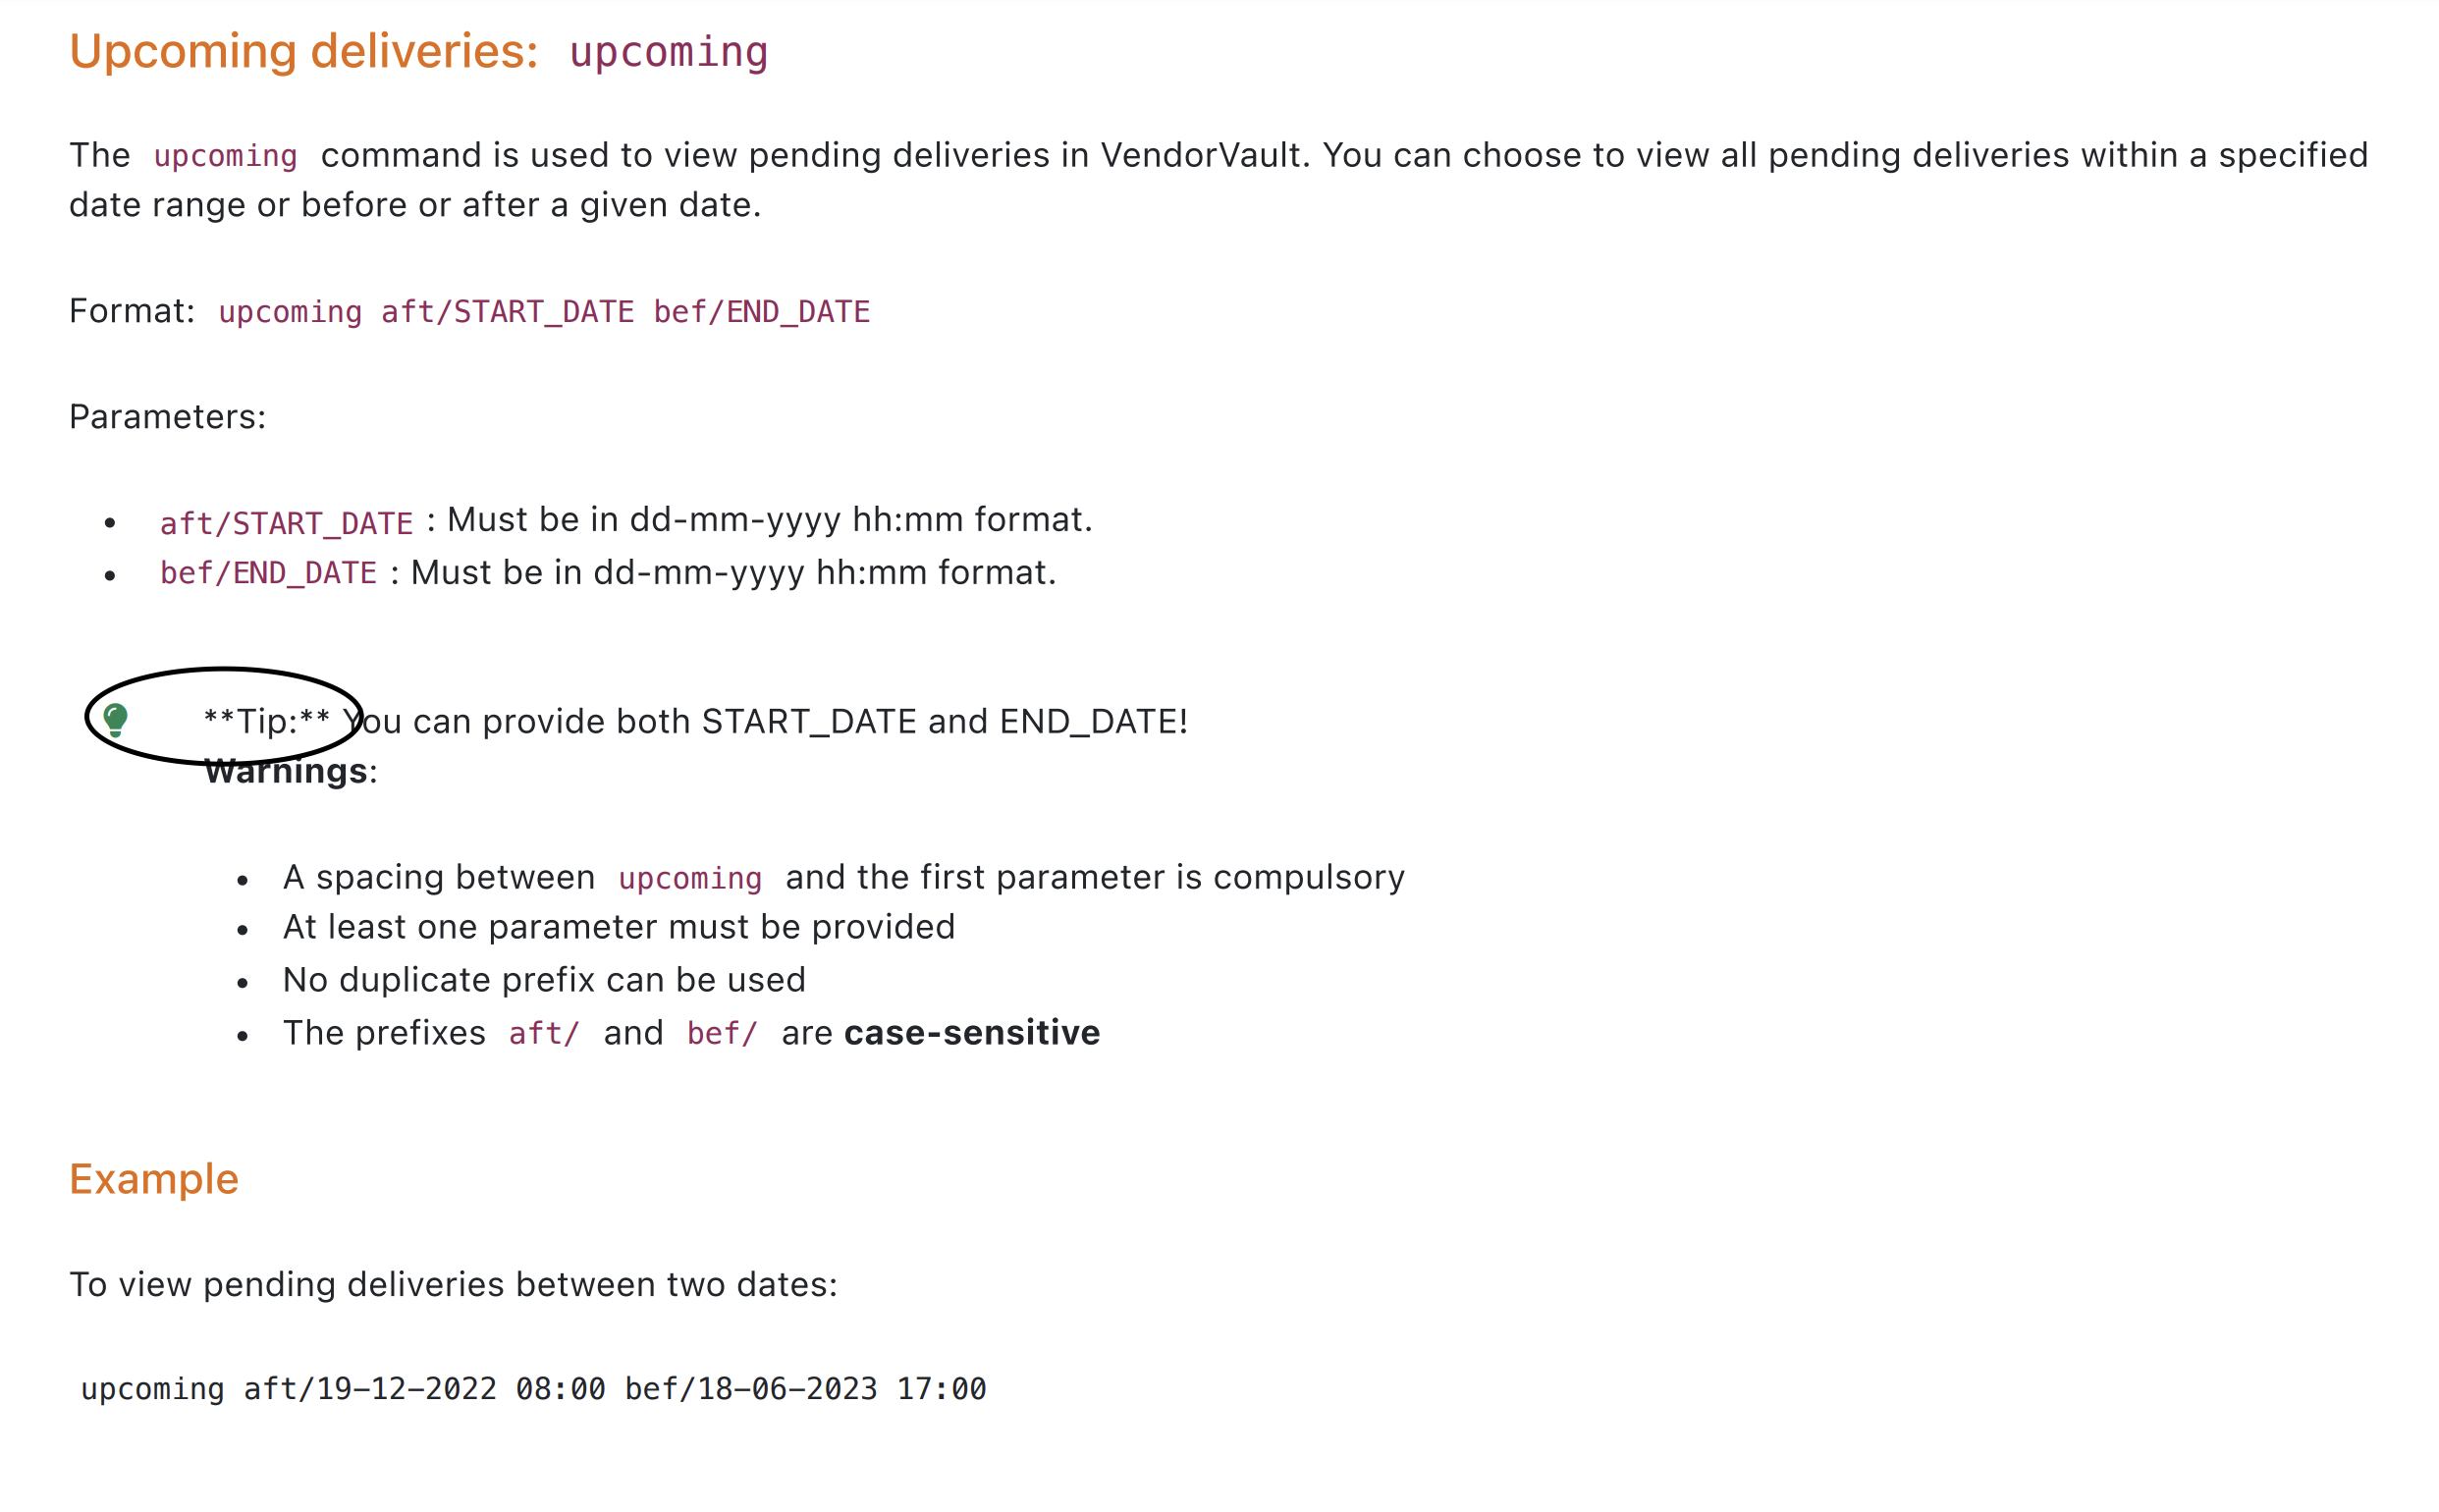 Upcoming deliveries: upcoming
The upcoming command is used to view pending deliveries in VendorVault. You can choose to view all pending deliveries within a specified
date range or before or after a given date.
Format: upcoming aft/START_DATE bef/END_DATE
Parameters:
• aft/START_DATE : Must be in dd-mm-yyyy hh:mm format.
• bef/END_DATE : Must be in dd-mm-yyyy hh:mm format.
**Tip:** You can provide both START_DATE and END_DATE!
Warnings:
• A spacing between upcoming and the first parameter is compulsory
• At least one parameter must be provided
• No duplicate prefix can be used
• The prefixes aft/ and bef/ are case-sensitive
Example
To view pending deliveries between two dates:
upcoming aft/19-12-2022 08:00 bef/18-06-2023 17:00